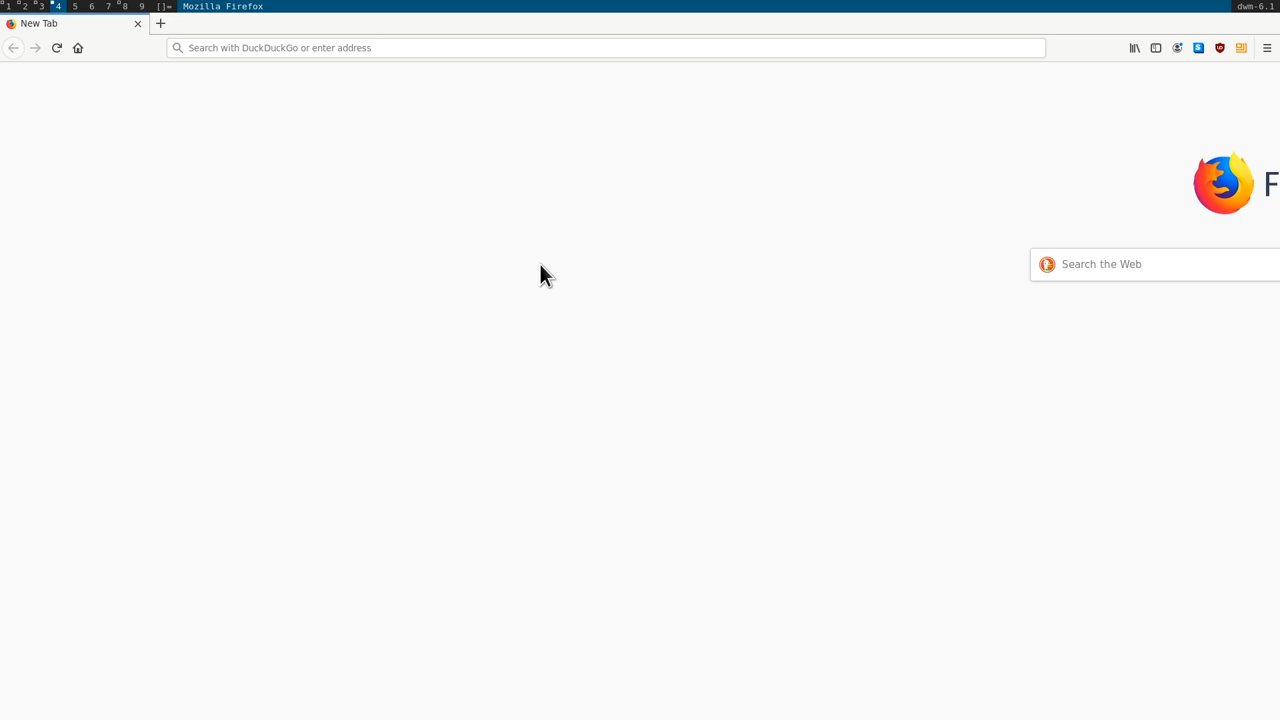 1 2 3 4 5 6 7 8 9 []= Mozilla Firefox dwm-6.1
New Tab
Search with DuckDuckGo or enter address
F
Search the Web